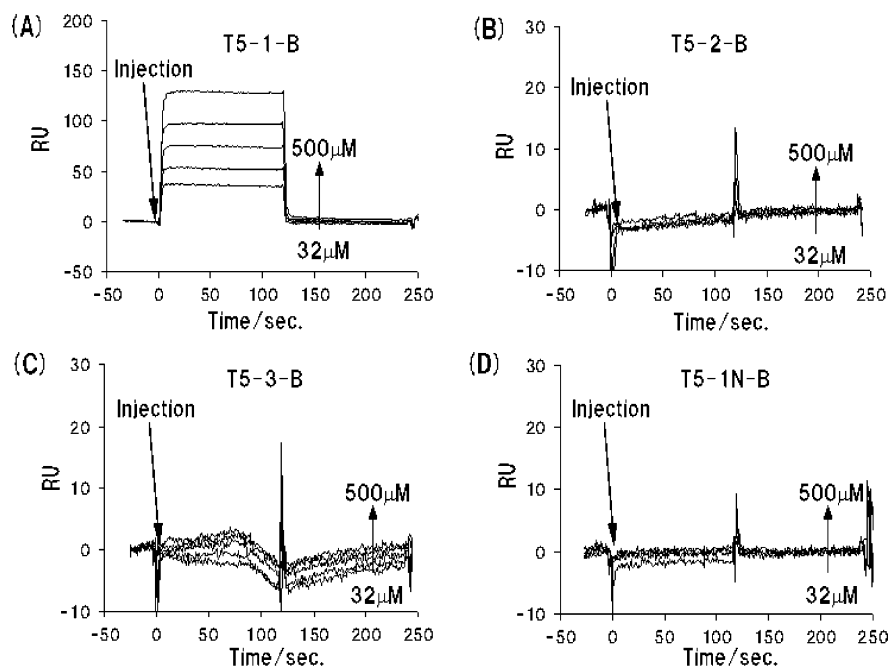 (A)
T5-1-B
Injection
RU
200
150
100
50
0
-50
500µM
32µM
-50 0 50 100 150 200 250
Time/sec.
(B)
T5-2-B
Injection
RU
30
20
10
0
-10
500µM
32µM
-50 0 50 100 150 200 250
Time/sec.
(C)
T5-3-B
Injection
RU
30
20
10
0
-10
500µM
32µM
-50 0 50 100 150 200 250
Time/sec.
(D)
T5-1N-B
Injection
RU
30
20
10
0
-10
500µM
32µM
-50 0 50 100 150 200 250
Time/sec.